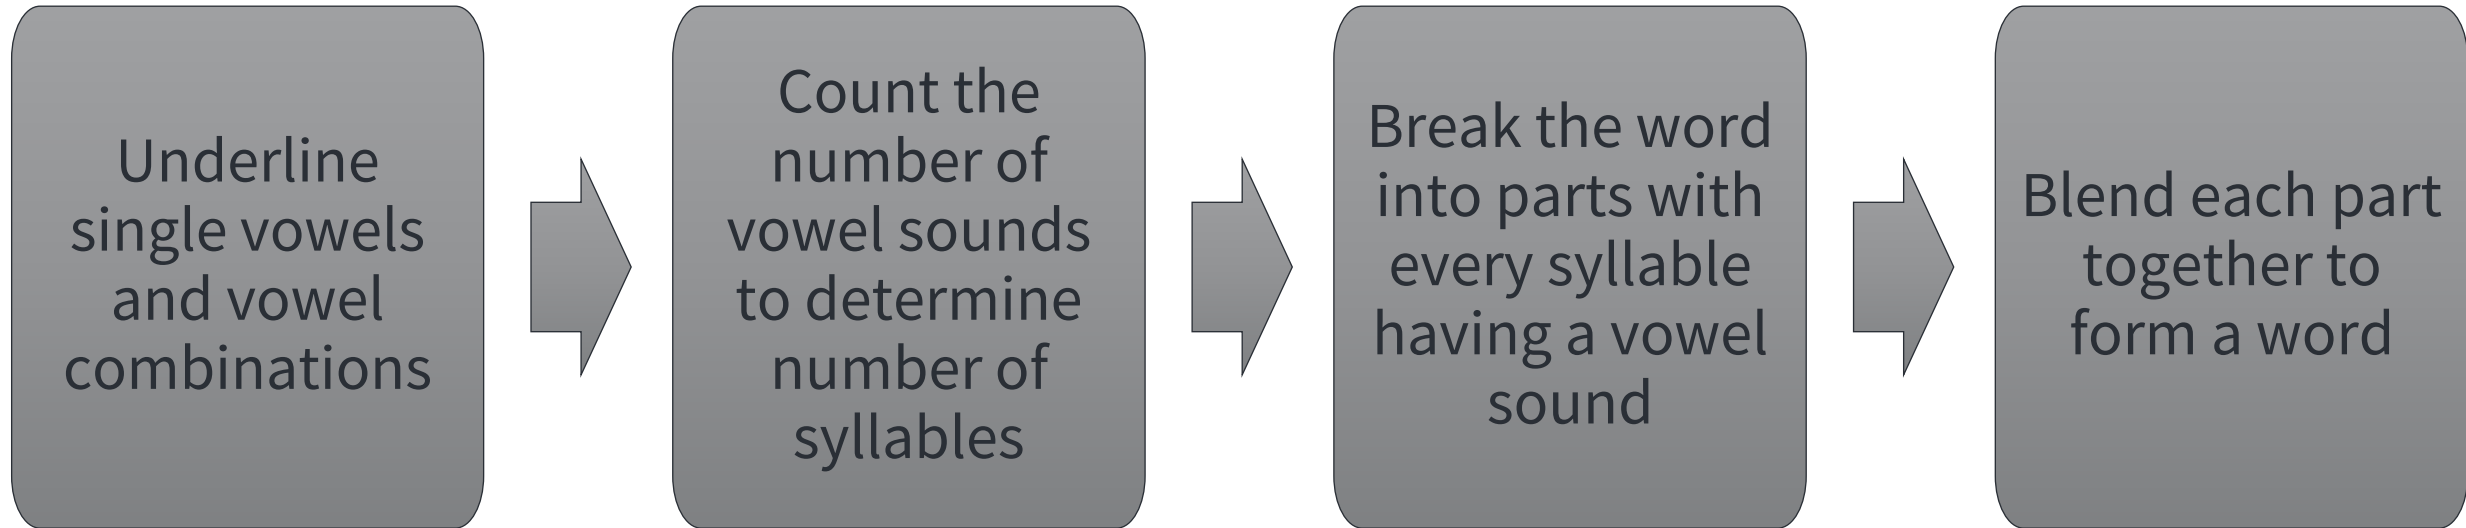 Underline
single vowels
and vowel
combinations
Count the
number of
vowel sounds
to determine
number of
syllables
Break the word
into parts with
every syllable
having a vowel
sound
Blend each part
together to
form a word